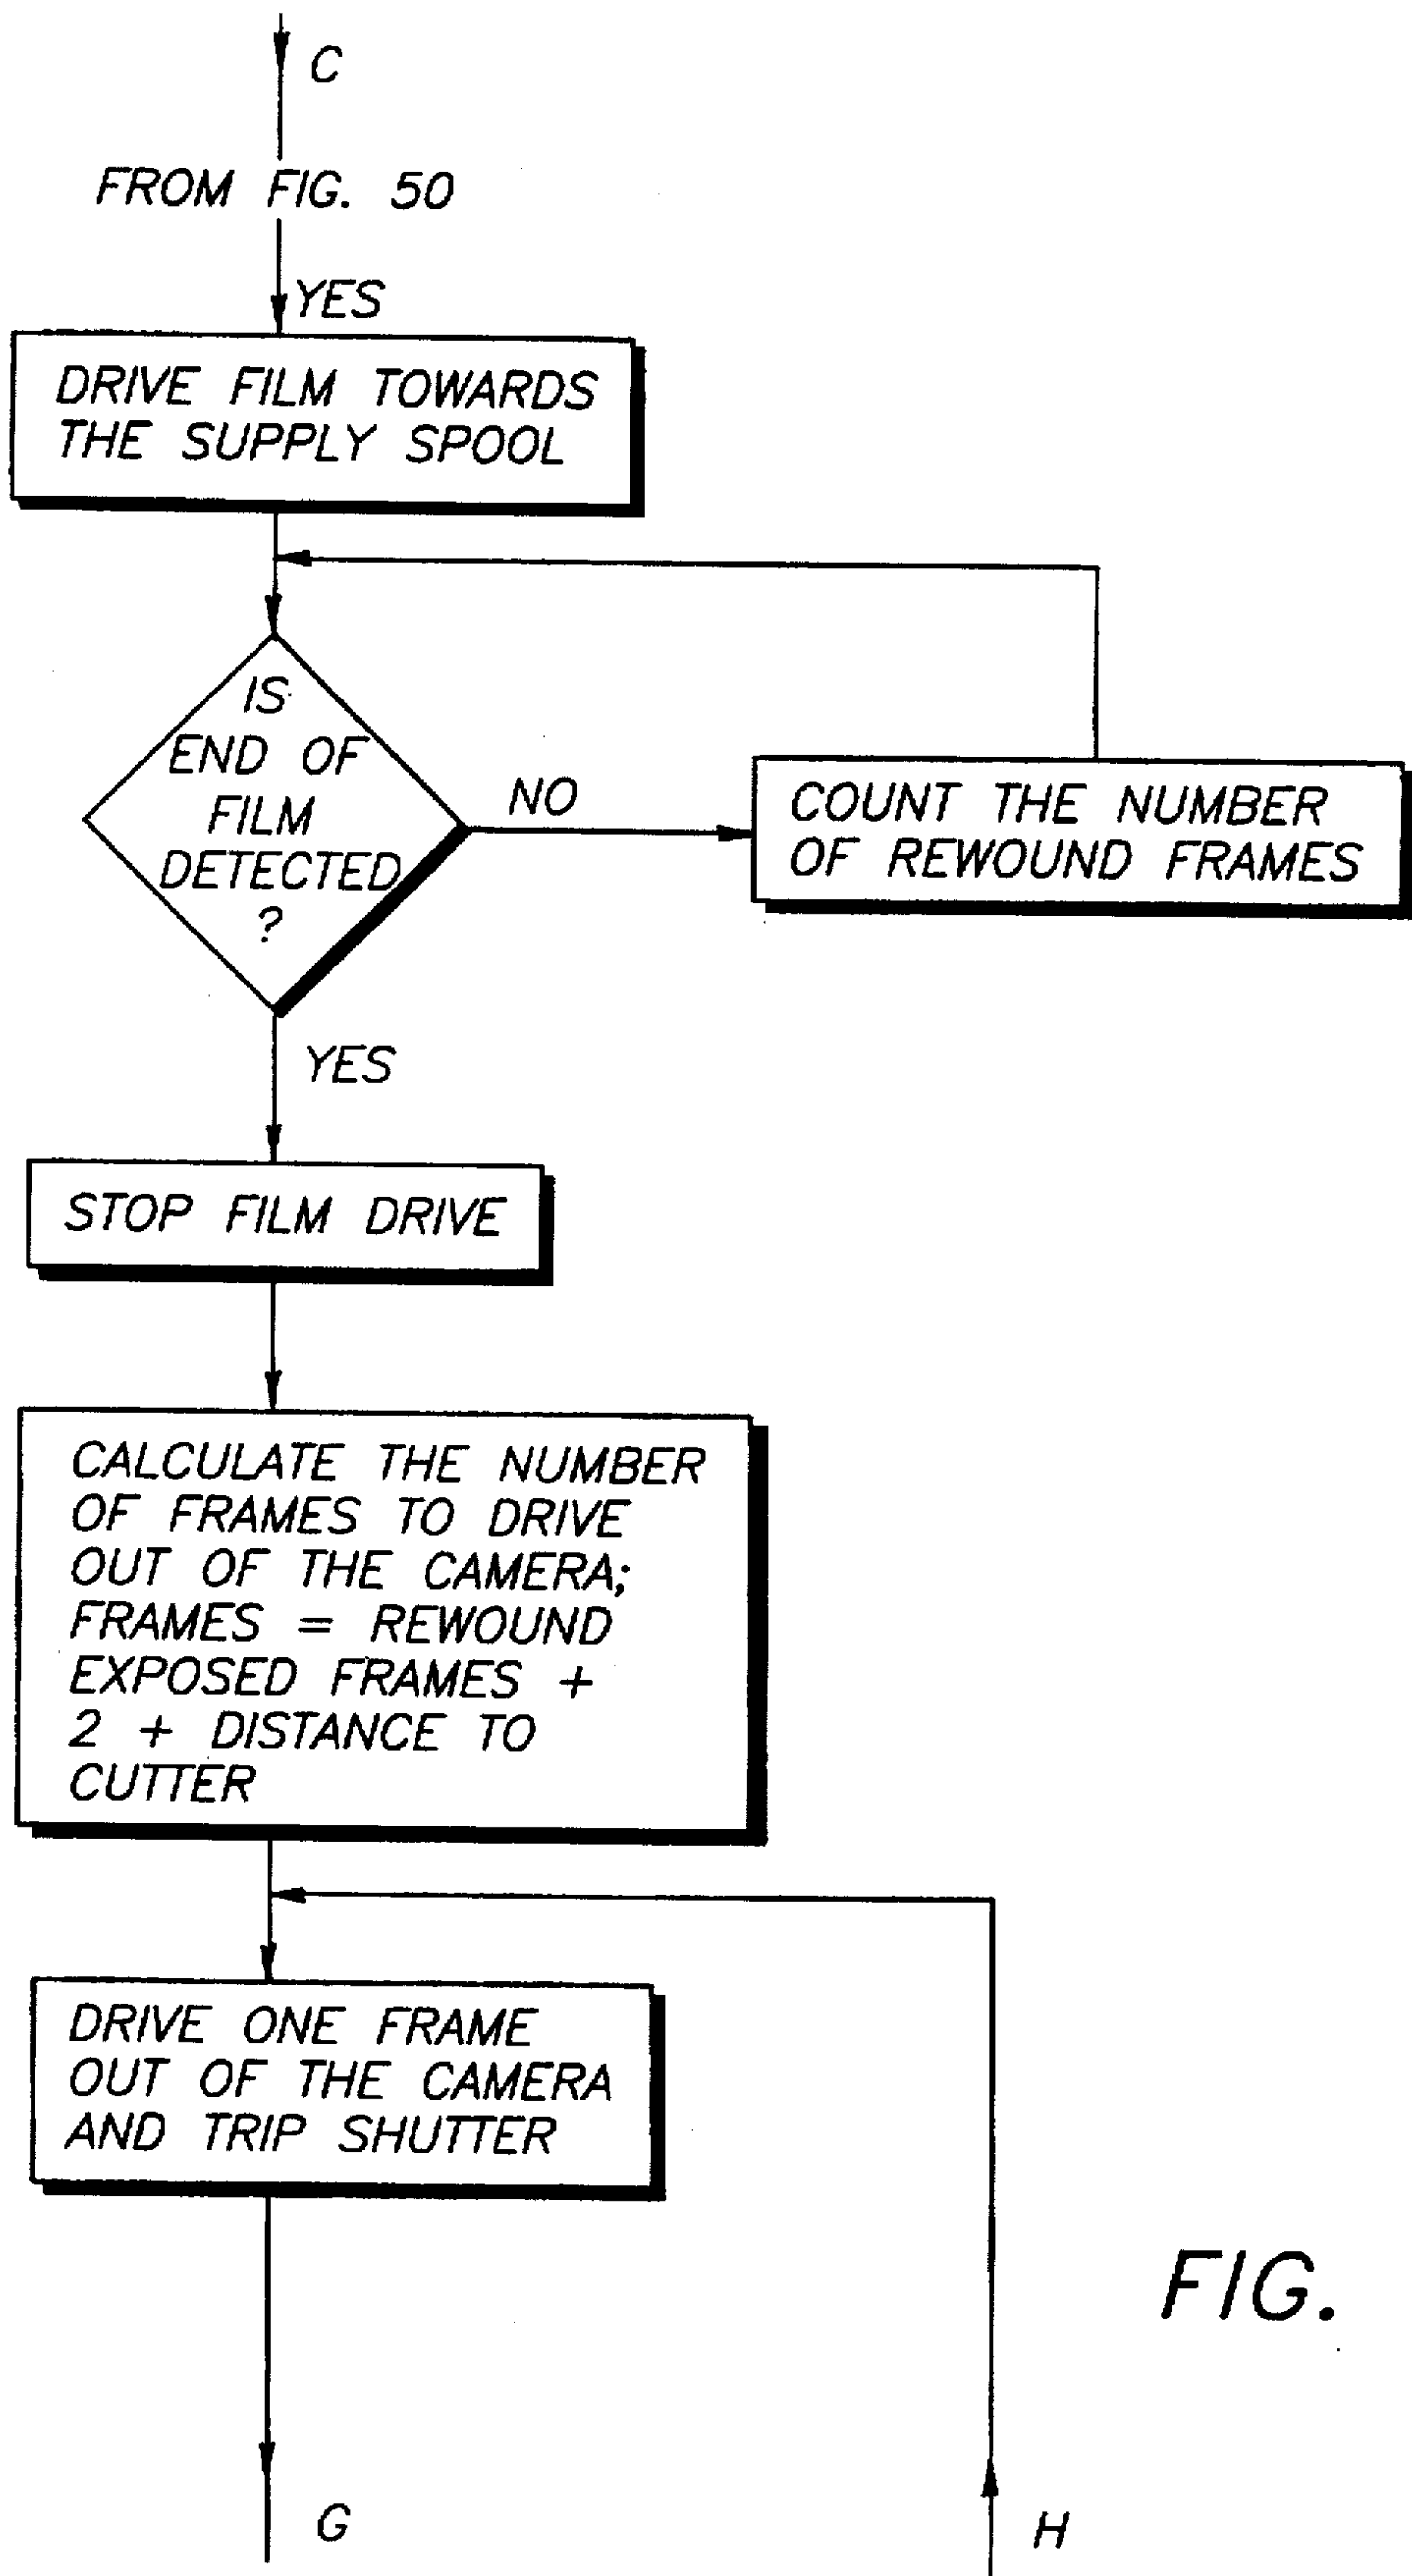 C
FROM FIG. 50
YES
DRIVE FILM TOWARDS
THE SUPPLY SPOOL
IS
END OF
FILM
DETECTED
?
NO
COUNT THE NUMBER
OF REWOUND FRAMES
YES
STOP FILM DRIVE
CALCULATE THE NUMBER
OF FRAMES TO DRIVE
OUT OF THE CAMERA;
FRAMES = REWOUND
EXPOSED FRAMES +
2 + DISTANCE TO
CUTTER
DRIVE ONE FRAME
OUT OF THE CAMERA
AND TRIP SHUTTER
FIG.
G
H